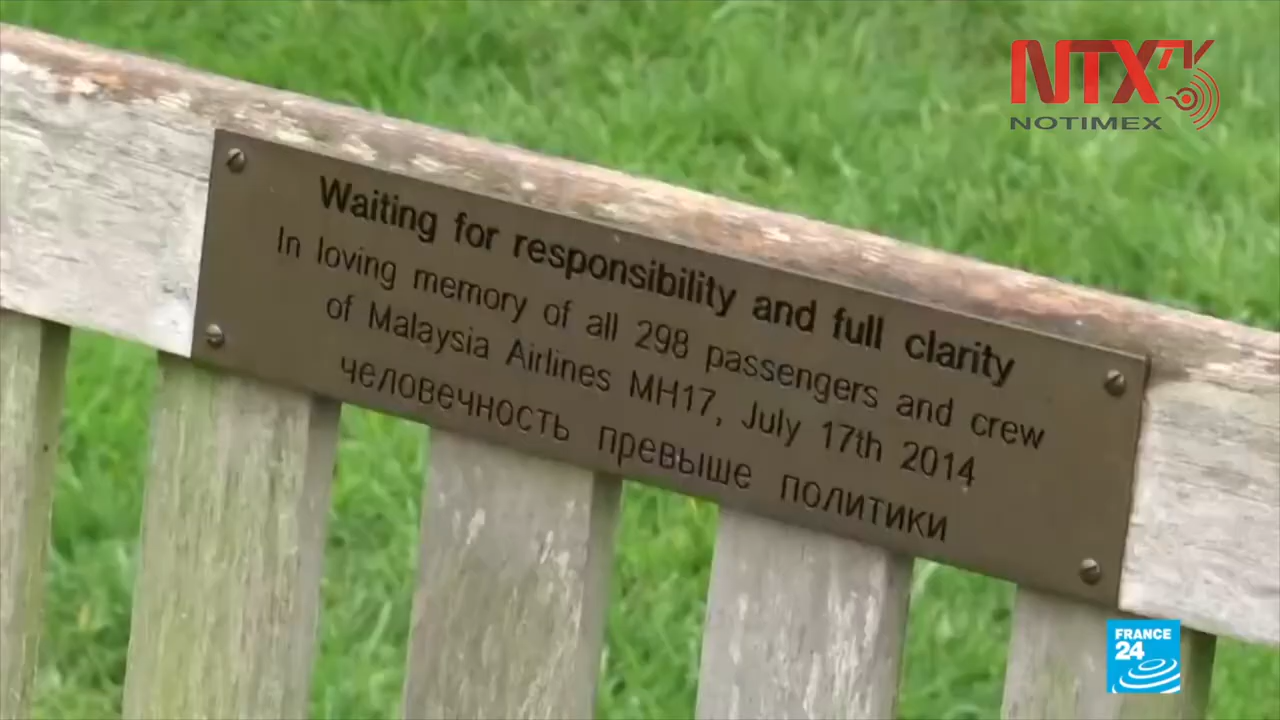 NTX TV
NOTIMEX
Waiting for responsibility and full clarity
In loving memory of all 298 passengers and crew
of Malaysia Airlines MH17, July 17th 2014
человечность превыше политики
FRANCE
24